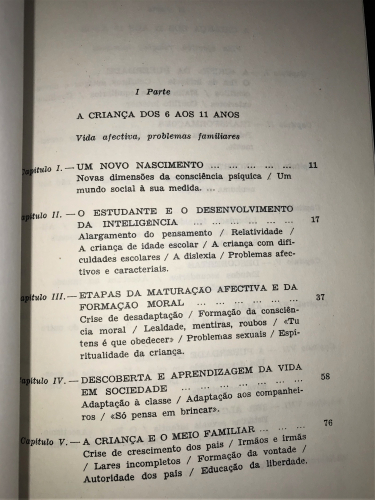 I Parte
A CRIANÇA DOS 6 AOS 11 ANOS
Vida afectiva, problemas familiares
Capítulo I. — UM NOVO NASCIMENTO ... ... ... ... ... 11
Novas dimensões da consciência psíquica / Um
mundo social à sua medida. ...
Capítulo II. — O ESTUDANTE E O DESENVOLVIMENTO
DA INTELIGÊNCIA ... ... ... ... ... ... 17
Alargamento do pensamento / Relatividade /
A criança de idade escolar / A criança com difi-
culdades escolares / A dislexia / Problemas afec-
tivos e caracteriais.
Capítulo III. — ETAPAS DA MATURAÇÃO AFECTIVA E DA
FORMAÇÃO MORAL ... ... ... ... ... ... 37
Crise de desadaptação / Formação da consciên-
cia moral / Lealdade, mentiras, roubos / «Tu
tens é que obedecer» / Problemas sexuais / Espi-
ritualidade da criança.
Capítulo IV. — DESCOBERTA E APRENDIZAGEM DA VIDA
EM SOCIEDADE ... ... ... ... ... ... ... 58
Adaptação à classe / Adaptação aos companhei-
ros / «Só pensa em brincar».
Capítulo V. — A CRIANÇA E O MEIO FAMILIAR ... ... ... 76
Crise de crescimento dos pais / Irmãos e irmãs
/ Lares incompletos / Formação da vontade /
Autoridade dos pais / Educação da liberdade.